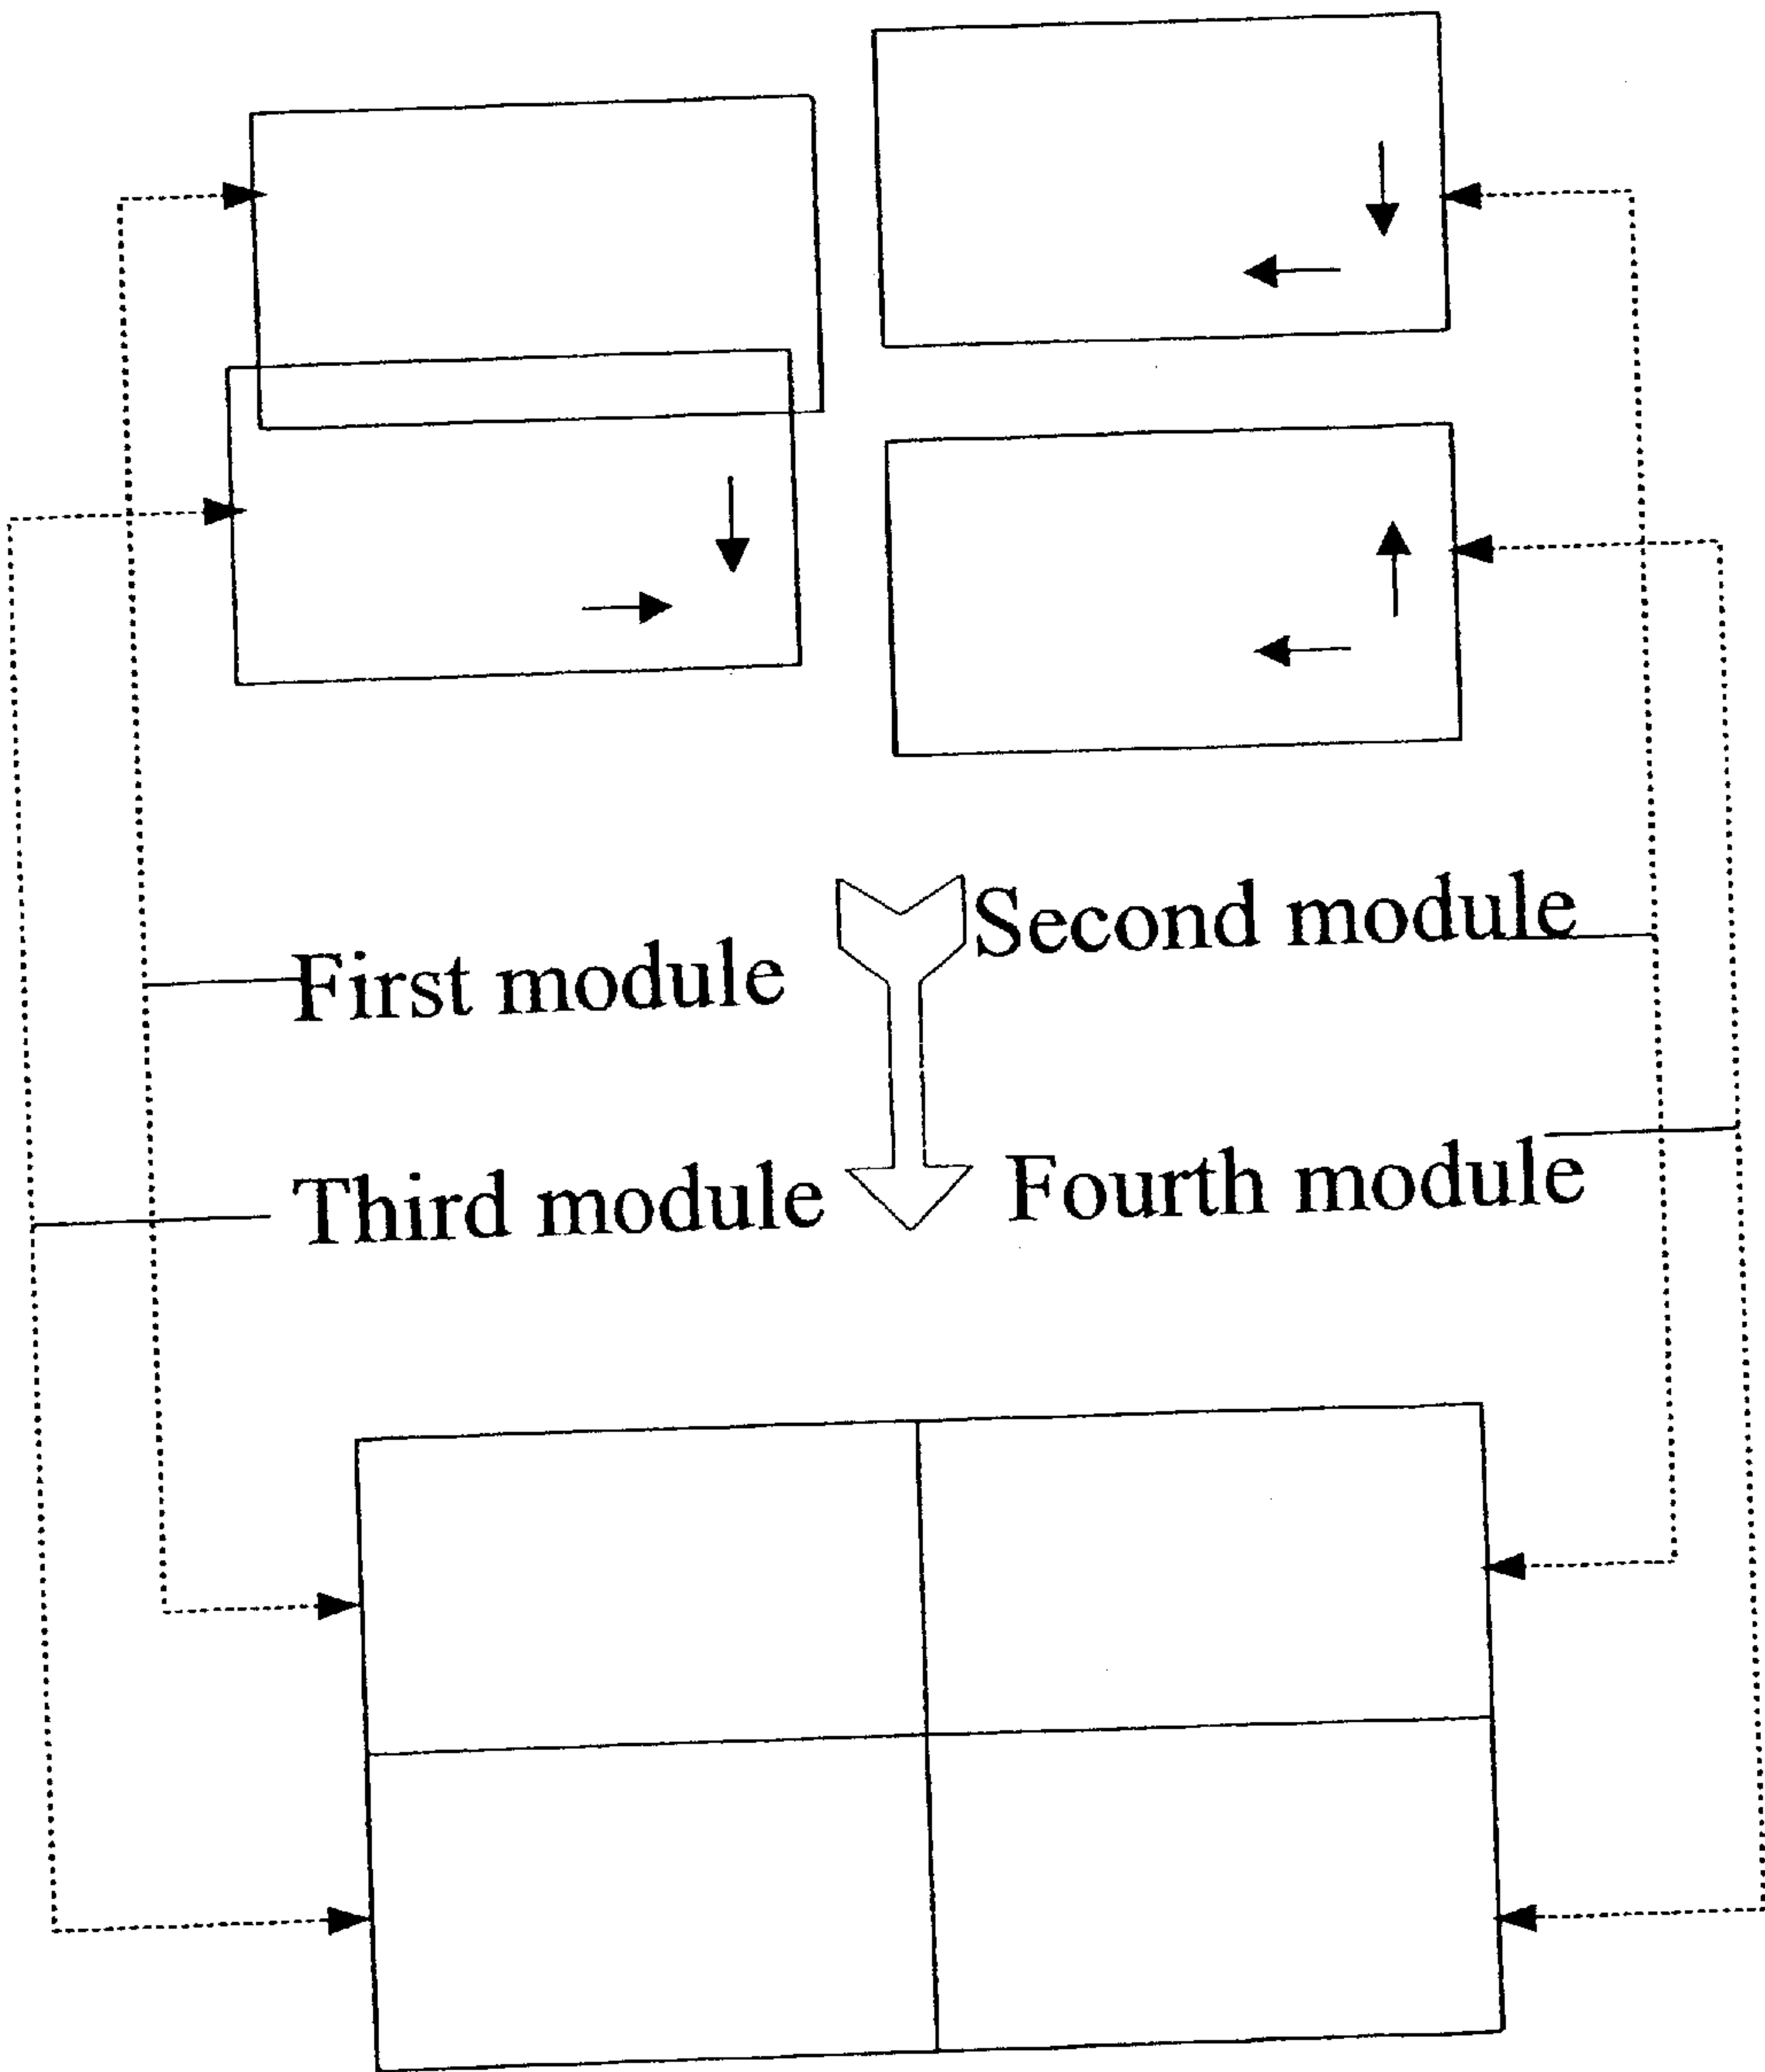 Second module
First module
Third module
Fourth module